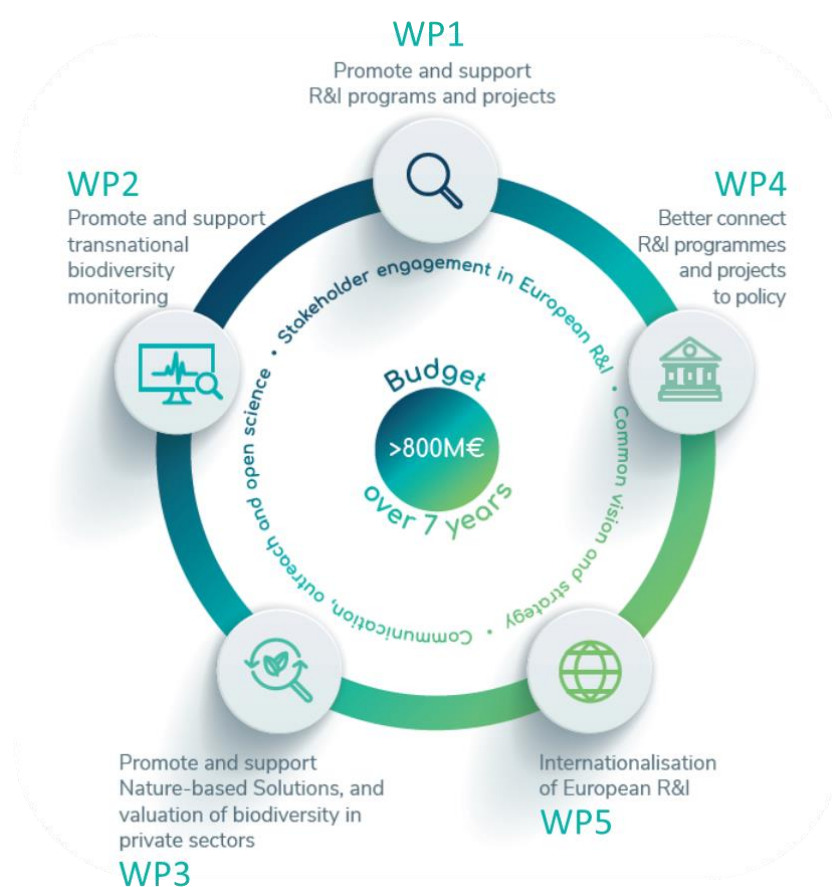 WP1
Promote and support
R&I programs and projects
WP2
Promote and support
transnational
biodiversity
monitoring
WP4
Better connect
R&I programmes
and projects
to policy
Stakeholder engagement in European R&I •
Common vision and strategy •
Communication, outreach and open science •
Budget
>800M€
over 7 years
Promote and support
Nature-based Solutions, and
valuation of biodiversity in
private sectors
WP3
Internationalisation
of European R&I
WP5